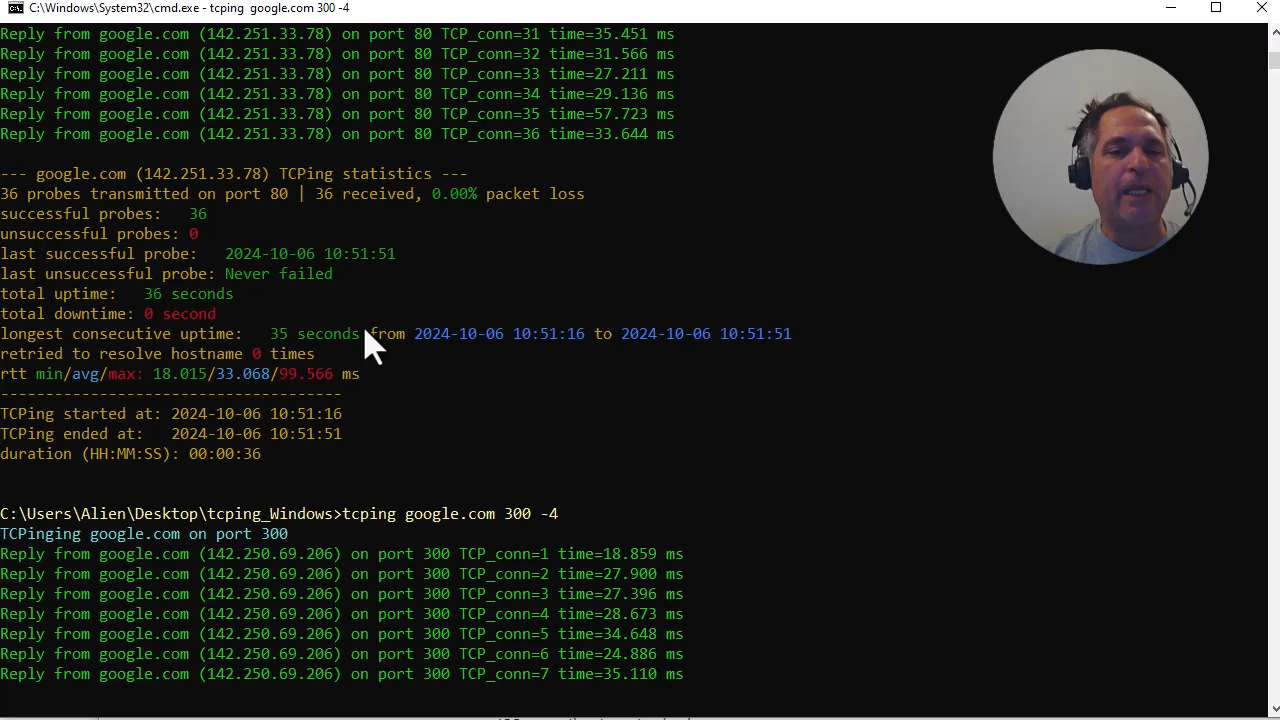 C:\Windows\System32\cmd.exe - tcping  google.com 300 -4
Reply from google.com (142.251.33.78) on port 80 TCP_conn=31 time=35.451 ms
Reply from google.com (142.251.33.78) on port 80 TCP_conn=32 time=31.566 ms
Reply from google.com (142.251.33.78) on port 80 TCP_conn=33 time=27.211 ms
Reply from google.com (142.251.33.78) on port 80 TCP_conn=34 time=29.136 ms
Reply from google.com (142.251.33.78) on port 80 TCP_conn=35 time=57.723 ms
Reply from google.com (142.251.33.78) on port 80 TCP_conn=36 time=33.644 ms
--- google.com (142.251.33.78) TCPing statistics ---
36 probes transmitted on port 80 | 36 received, 0.00% packet loss
successful probes:   36
unsuccessful probes: 0
last successful probe:   2024-10-06 10:51:51
last unsuccessful probe: Never failed
total uptime:   36 seconds
total downtime: 0 second
longest consecutive uptime:   35 seconds from 2024-10-06 10:51:16 to 2024-10-06 10:51:51
retried to resolve hostname 0 times
rtt min/avg/max: 18.015/33.068/99.566 ms
--------------------------------------
TCPing started at: 2024-10-06 10:51:16
TCPing ended at:   2024-10-06 10:51:51
duration (HH:MM:SS): 00:00:36
C:\Users\Alien\Desktop\tcping_Windows>tcping google.com 300 -4
TCPinging google.com on port 300
Reply from google.com (142.250.69.206) on port 300 TCP_conn=1 time=18.859 ms
Reply from google.com (142.250.69.206) on port 300 TCP_conn=2 time=27.900 ms
Reply from google.com (142.250.69.206) on port 300 TCP_conn=3 time=27.396 ms
Reply from google.com (142.250.69.206) on port 300 TCP_conn=4 time=28.673 ms
Reply from google.com (142.250.69.206) on port 300 TCP_conn=5 time=34.648 ms
Reply from google.com (142.250.69.206) on port 300 TCP_conn=6 time=24.886 ms
Reply from google.com (142.250.69.206) on port 300 TCP_conn=7 time=35.110 ms